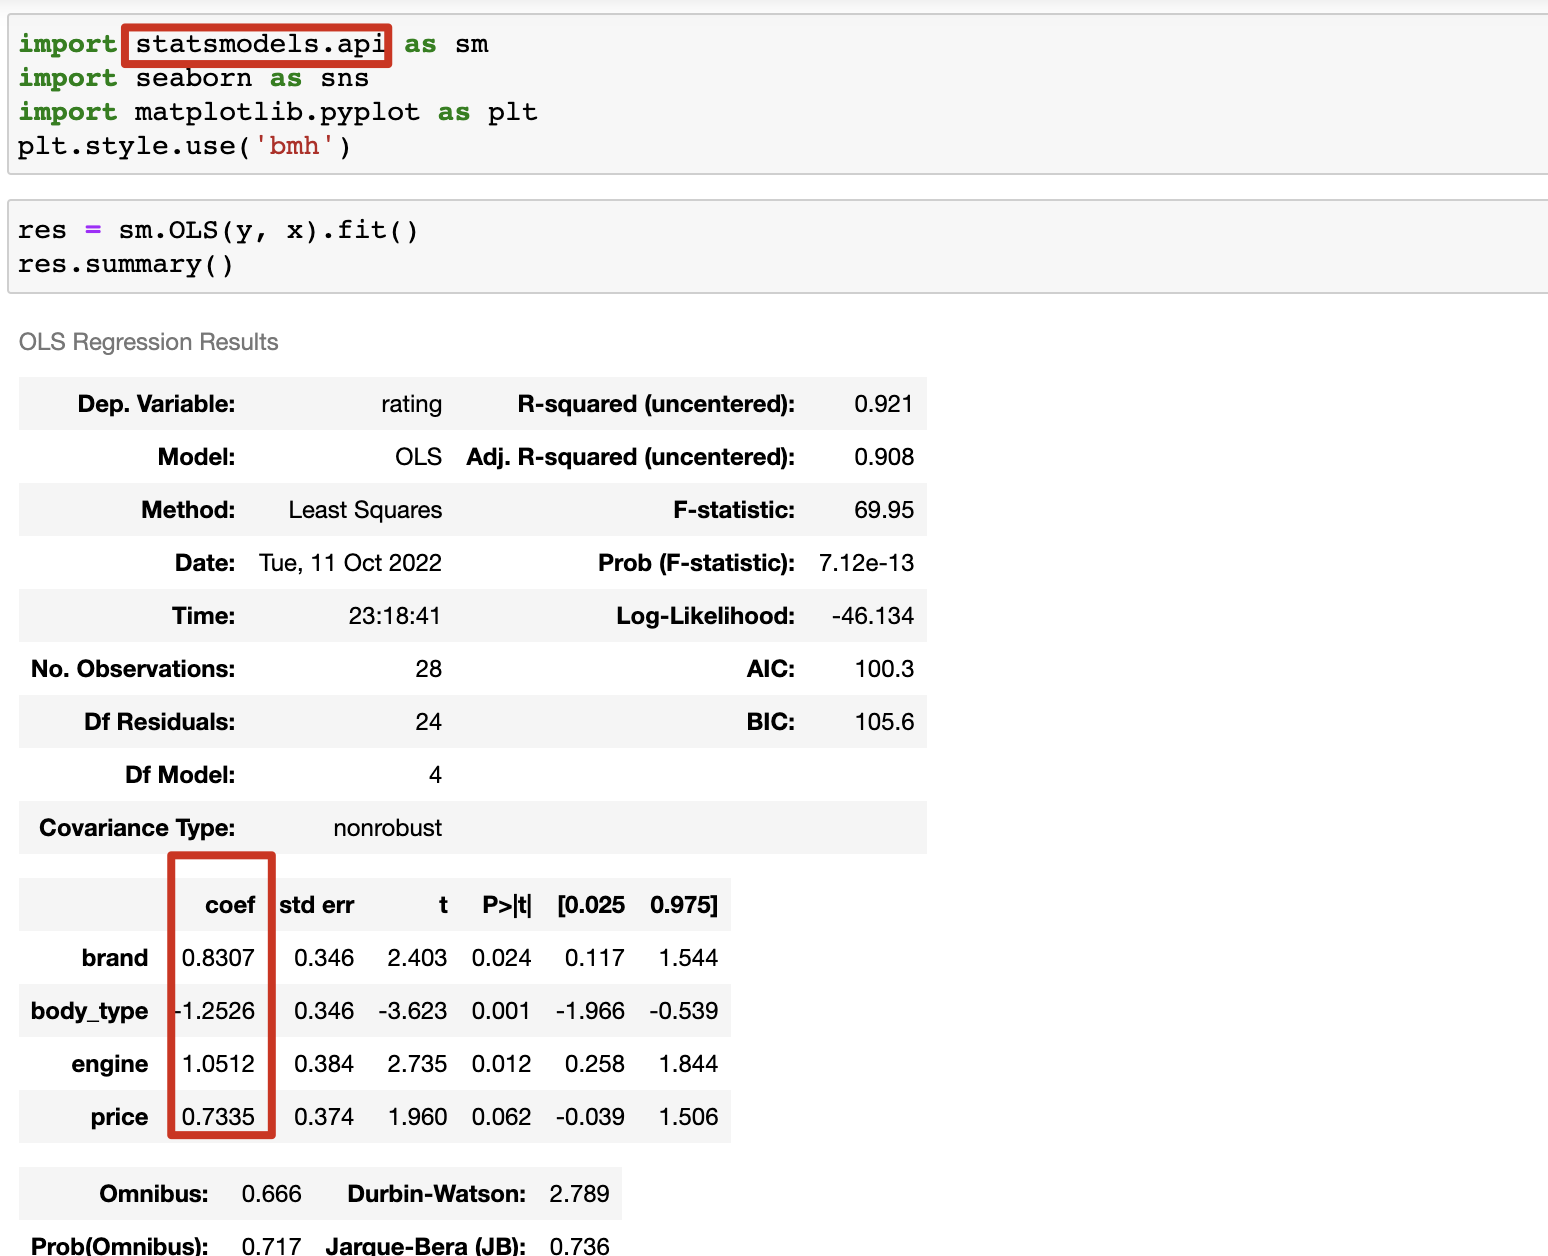 import statsmodels.api as sm
import seaborn as sns
import matplotlib.pyplot as plt
plt.style.use('bmh')
res = sm.OLS(y, x).fit()
res.summary()
OLS Regression Results
Dep. Variable: rating R-squared (uncentered): 0.921
Model: OLS Adj. R-squared (uncentered): 0.908
Method: Least Squares F-statistic: 69.95
Date: Tue, 11 Oct 2022 Prob (F-statistic): 7.12e-13
Time: 23:18:41 Log-Likelihood: -46.134
No. Observations: 28 AIC: 100.3
Df Residuals: 24 BIC: 105.6
Df Model: 4
Covariance Type: nonrobust
coef std err t P>|t| [0.025 0.975]
brand 0.8307 0.346 2.403 0.024 0.117 1.544
body_type -1.2526 0.346 -3.623 0.001 -1.966 -0.539
engine 1.0512 0.384 2.735 0.012 0.258 1.844
price 0.7335 0.374 1.960 0.062 -0.039 1.506
Omnibus: 0.666 Durbin-Watson: 2.789
Prob(Omnibus): 0.717 Jarque-Bera (JB): 0.736